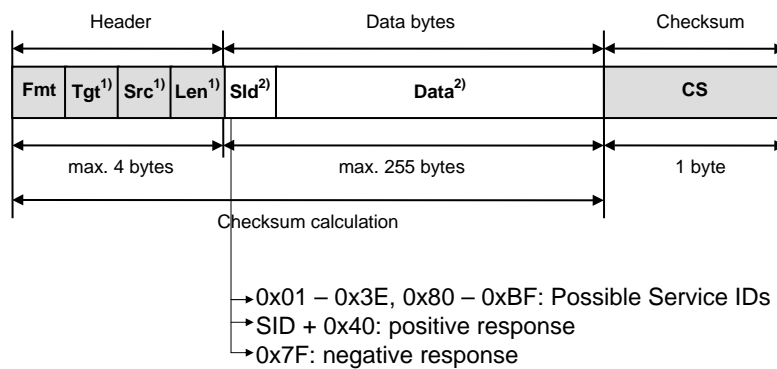 Header Data bytes Checksum
Fmt Tgt1) Src1) Len1) SId2) Data2) CS
max. 4 bytes max. 255 bytes 1 byte
Checksum calculation
0x01 – 0x3E, 0x80 – 0xBF: Possible Service IDs
SID + 0x40: positive response
0x7F: negative response